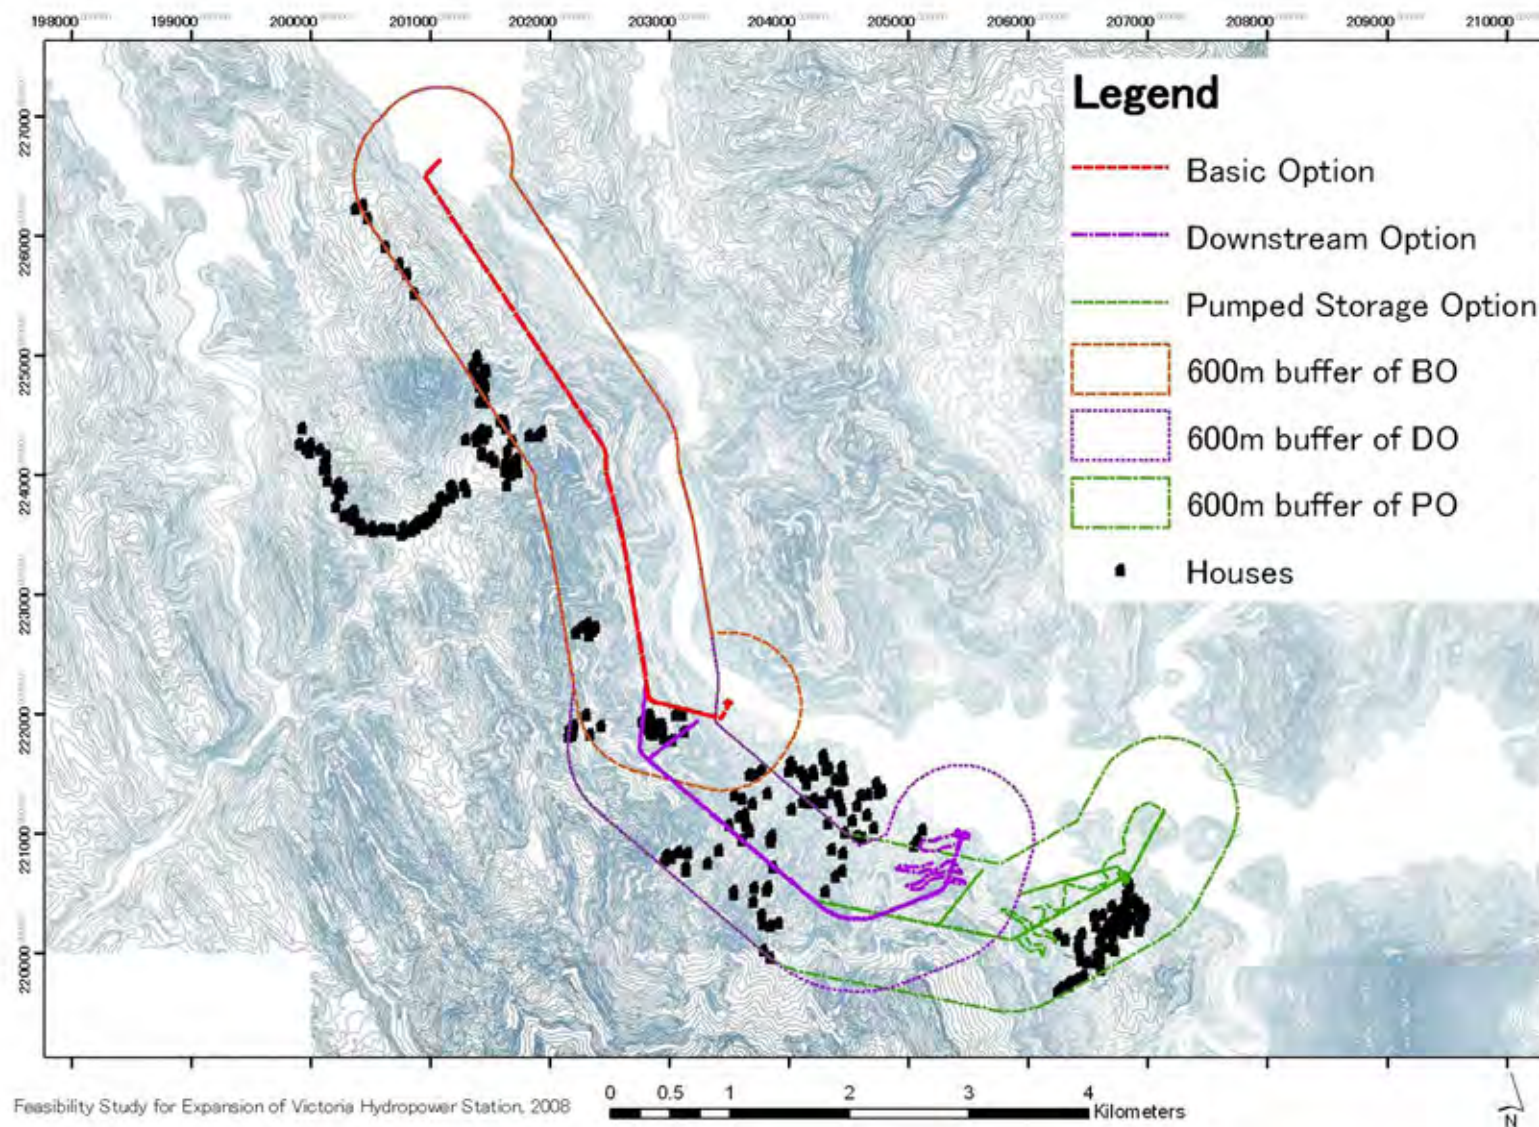 198000 199000 200000 201000 202000 203000 204000 205000 206000 207000 208000 209000 210000
227000
226000
225000
224000
223000
222000
221000
220000
Legend
Basic Option
Downstream Option
Pumped Storage Option
600m buffer of BO
600m buffer of DO
600m buffer of PO
Houses
Feasibility Study for Expansion of Victoria Hydropower Station, 2008
0 0.5 1 2 3 4
Kilometers
N